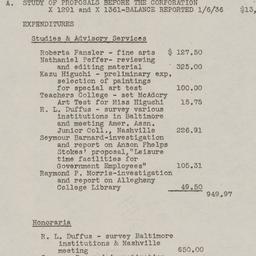 A. STUDY OF PROPOSALS BEFORE THE CORPORATION
X 1291 and X 1361-BALANCE REPORTED 1/6/36 $13,
EXPENDITURES
Studies & Advisory Services
Roberta Fansler - fine arts $ 127.50
Nathaniel Peffer- reviewing
and editing material 325.00
Kazu Higuchi - preliminary exp,
selection of paintings
for special art test 100.00
Teachers College - set McAdory
Art Test for Miss Higuchi 15.75
R. L. Duffus - survey various
institutions in Baltimore
and meeting Amer. Assn.
Junior Coll., Nashville 226.91
Seymour Barnard-investigation
and report on Anson Phelps
Stokes' proposal,"Leisure
time facilities for
Government Employees" 105.31
Raymond P. Morris-investigation
and report on Allegheny
College Library 49.50
949.97
Honoraria
R. L. Duffus - survey Baltimore
institutions & Nashville
meeting 650.00